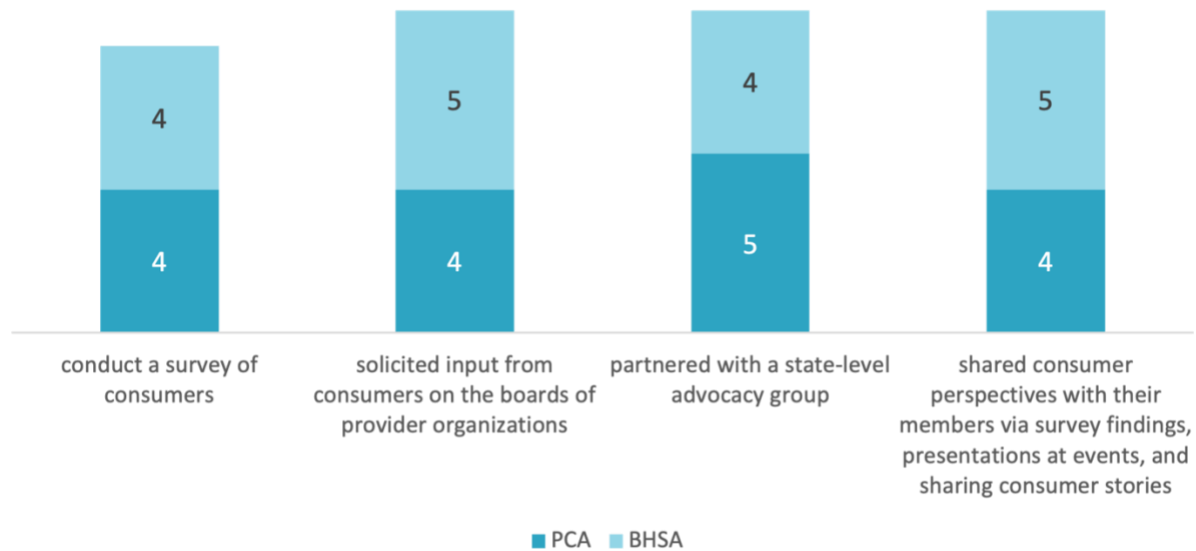 4
5
4
5
4
4
5
4
conduct a survey of
consumers
solicited input from
consumers on the boards of
provider organizations
partnered with a state-level
advocacy group
shared consumer
perspectives with their
members via survey findings,
presentations at events, and
sharing consumer stories
PCA
BHSA